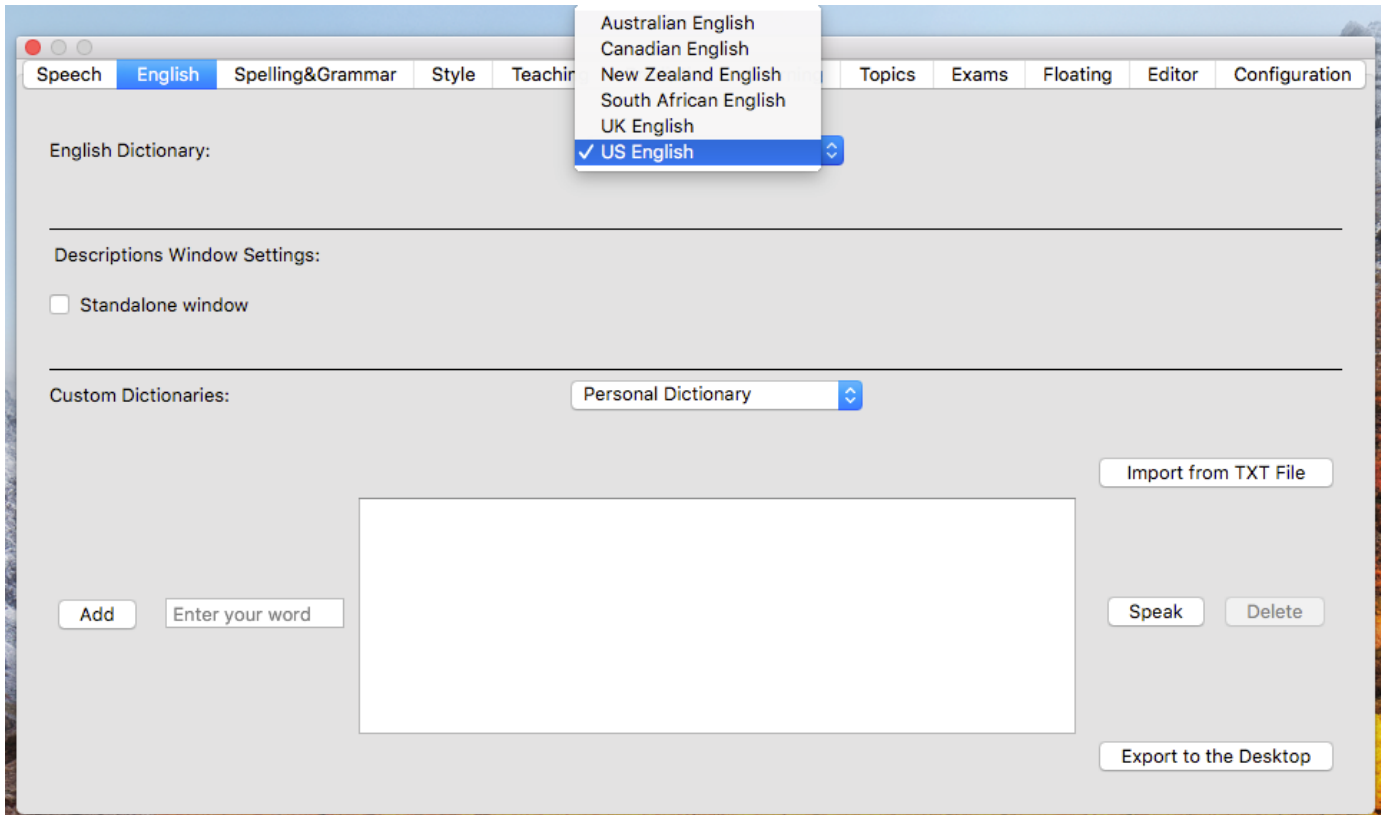 Australian English
Canadian English
New Zealand English
South African English
UK English
✓ US English
Speech English Spelling&Grammar Style Topics Exams Floating Editor Configuration
English Dictionary:
Descriptions Window Settings:
Standalone window
Custom Dictionaries:
Personal Dictionary
Import from TXT File
Add
Enter your word
Speak
Delete
Export to the Desktop